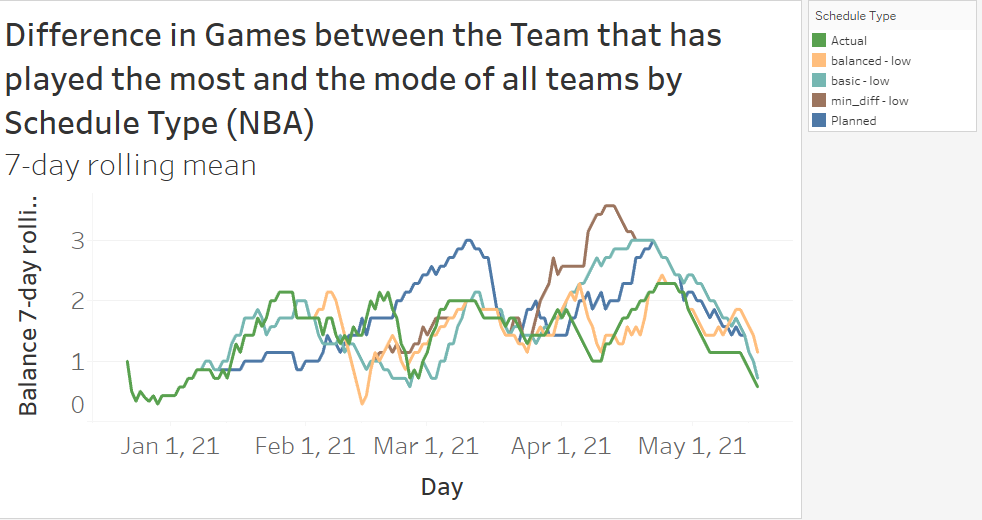 Difference in Games between the Team that has
played the most and the mode of all teams by
Schedule Type (NBA)
7-day rolling mean
Schedule Type
Actual
balanced - low
basic - low
min_diff - low
Planned
Balance 7-day rolli..
3
2
1
0
Jan 1, 21
Feb 1, 21
Mar 1, 21
Apr 1, 21
May 1, 21
Day